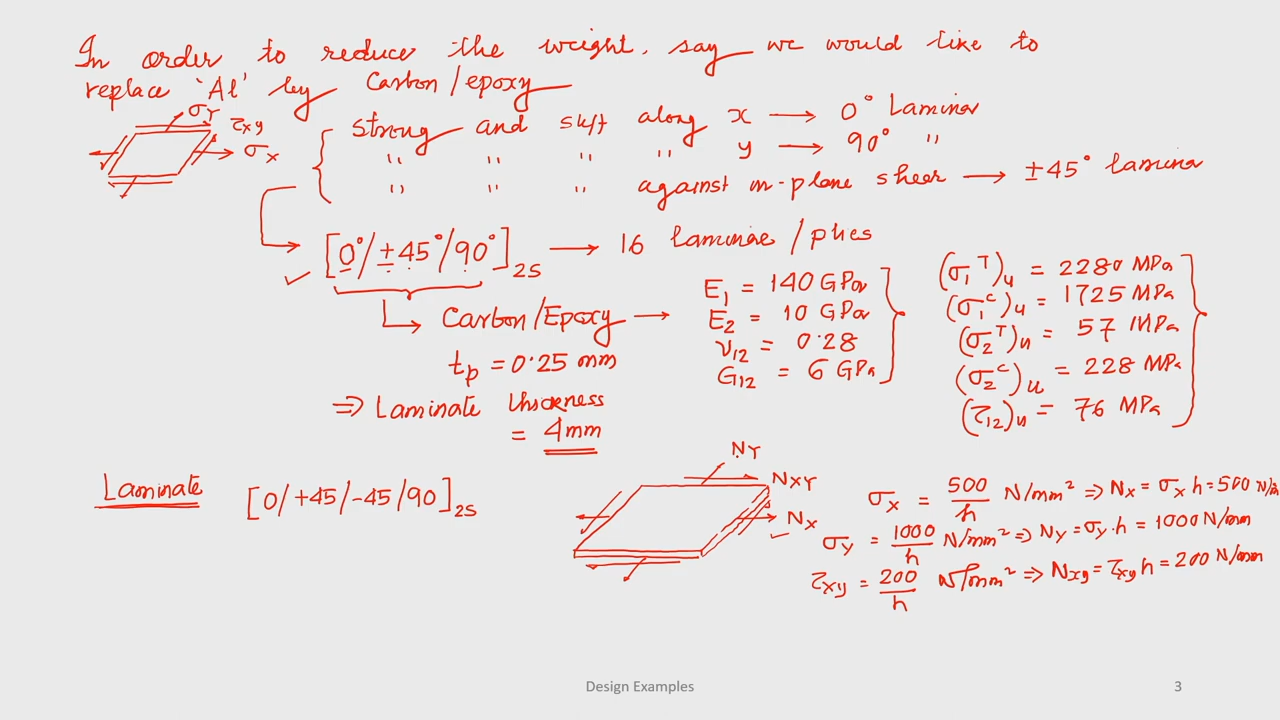 In order to reduce the weight, say we would like to
replace 'Al' by Carbon/epoxy
σY
τxy
σx
strong and stiff along x → 0° Lamina
" " " " y → 90° "
" " " against in-plane shear → ±45° lamina
[0°/±45°/90°]2S → 16 laminae/plies
Carbon/Epoxy →
tp = 0.25 mm
⇒ Laminate thickness
= 4mm
E1 = 140 GPa
E2 = 10 GPa
ν12 = 0.28
G12 = 6 GPa
(σ1T)u = 2280 MPa
(σ1C)u = 1725 MPa
(σ2T)u = 57 MPa
(σ2C)u = 228 MPa
(τ12)u = 76 MPa
Laminate [0/+45/-45/90]2S
NY
NXY
NX
σx = 500/h N/mm² ⇒ Nx = σx h = 500 N/m
σy = 1000/h N/mm² ⇒ Ny = σy.h = 1000 N/mm
τxy = 200/h N/mm² ⇒ Nxy = τxy h = 200 N/mm
Design Examples
3